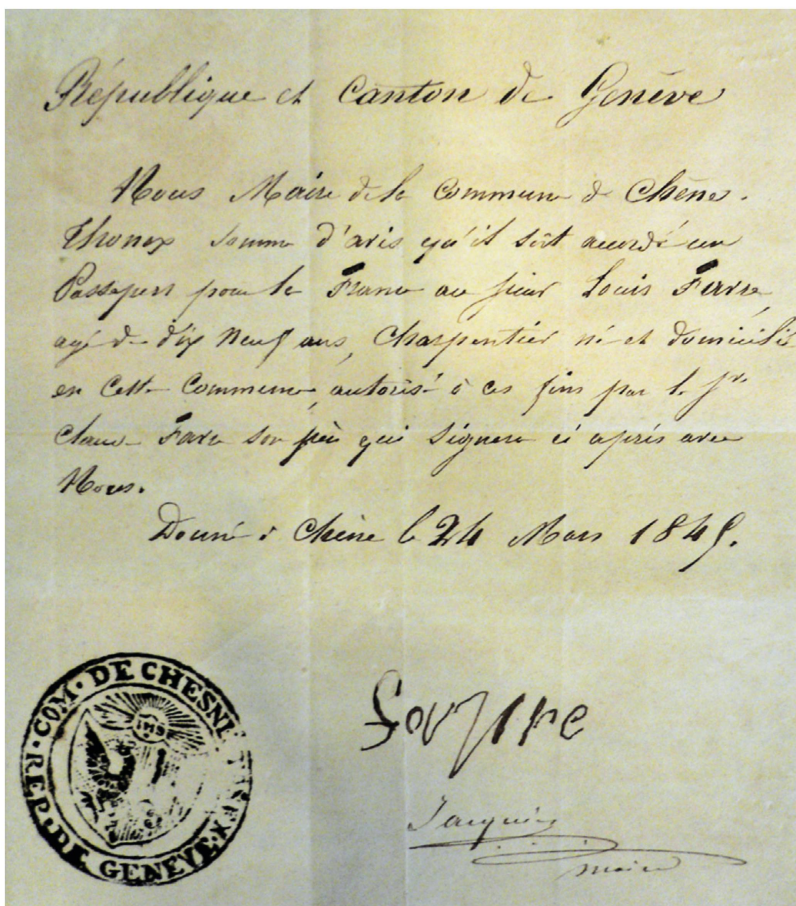 République et Canton de Genève
Nous Maire de la Commune de Chêne-
Thonex somme d'avis qu'il soit accordé un
Passeport pour la France au sieur Louis Favre,
agé de dix neuf ans, Charpentier né et domicilié
en cette Commune, autorisé à ces fins par le Sr
Claude Favre son père qui signera ci après avec
Nous.
Donné à Chêne le 24 Mars 1845.
REP. DE GENEVE COM. DE CHESNE
IHS
maire